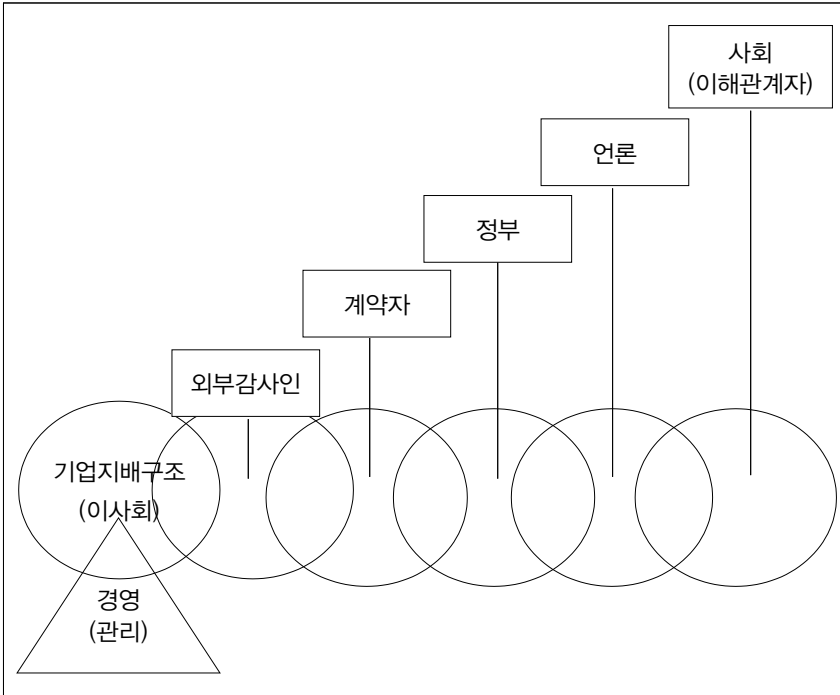 사회
(이해관계자)
언론
정부
계약자
외부감사인
기업지배구조
(이사회)
경영
(관리)